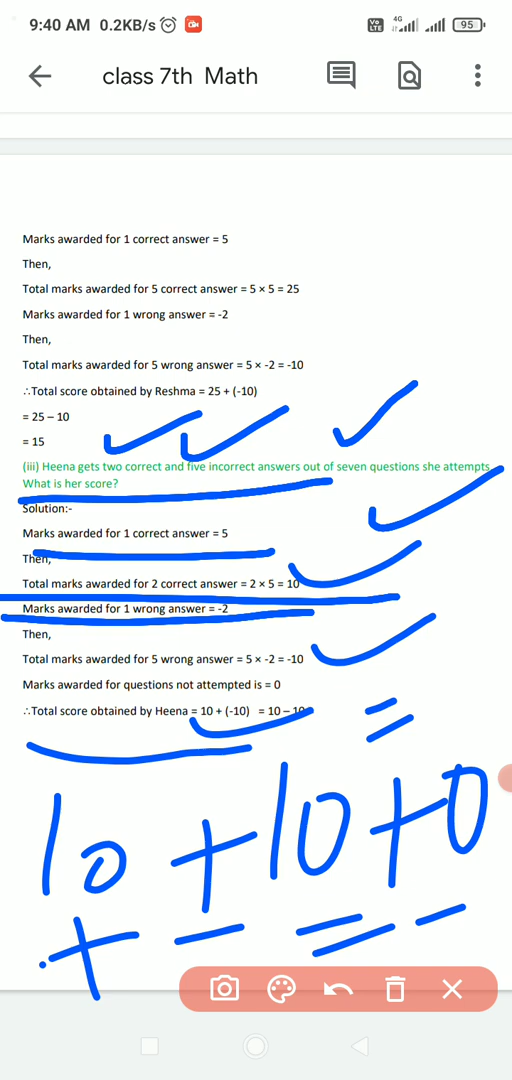 9:40 AM 0.2KB/s VoLTE 4G 95
class 7th Math
Marks awarded for 1 correct answer = 5
Then,
Total marks awarded for 5 correct answer = 5 × 5 = 25
Marks awarded for 1 wrong answer = -2
Then,
Total marks awarded for 5 wrong answer = 5 × -2 = -10
∴Total score obtained by Reshma = 25 + (-10)
= 25 – 10
= 15
(iii) Heena gets two correct and five incorrect answers out of seven questions she attempts.
What is her score?
Solution:-
Marks awarded for 1 correct answer = 5
Then,
Total marks awarded for 2 correct answer = 2 × 5 = 10
Marks awarded for 1 wrong answer = -2
Then,
Total marks awarded for 5 wrong answer = 5 × -2 = -10
Marks awarded for questions not attempted is = 0
∴Total score obtained by Heena = 10 + (-10) = 10 – 10
=
10 + 10 + 0
+ – = –